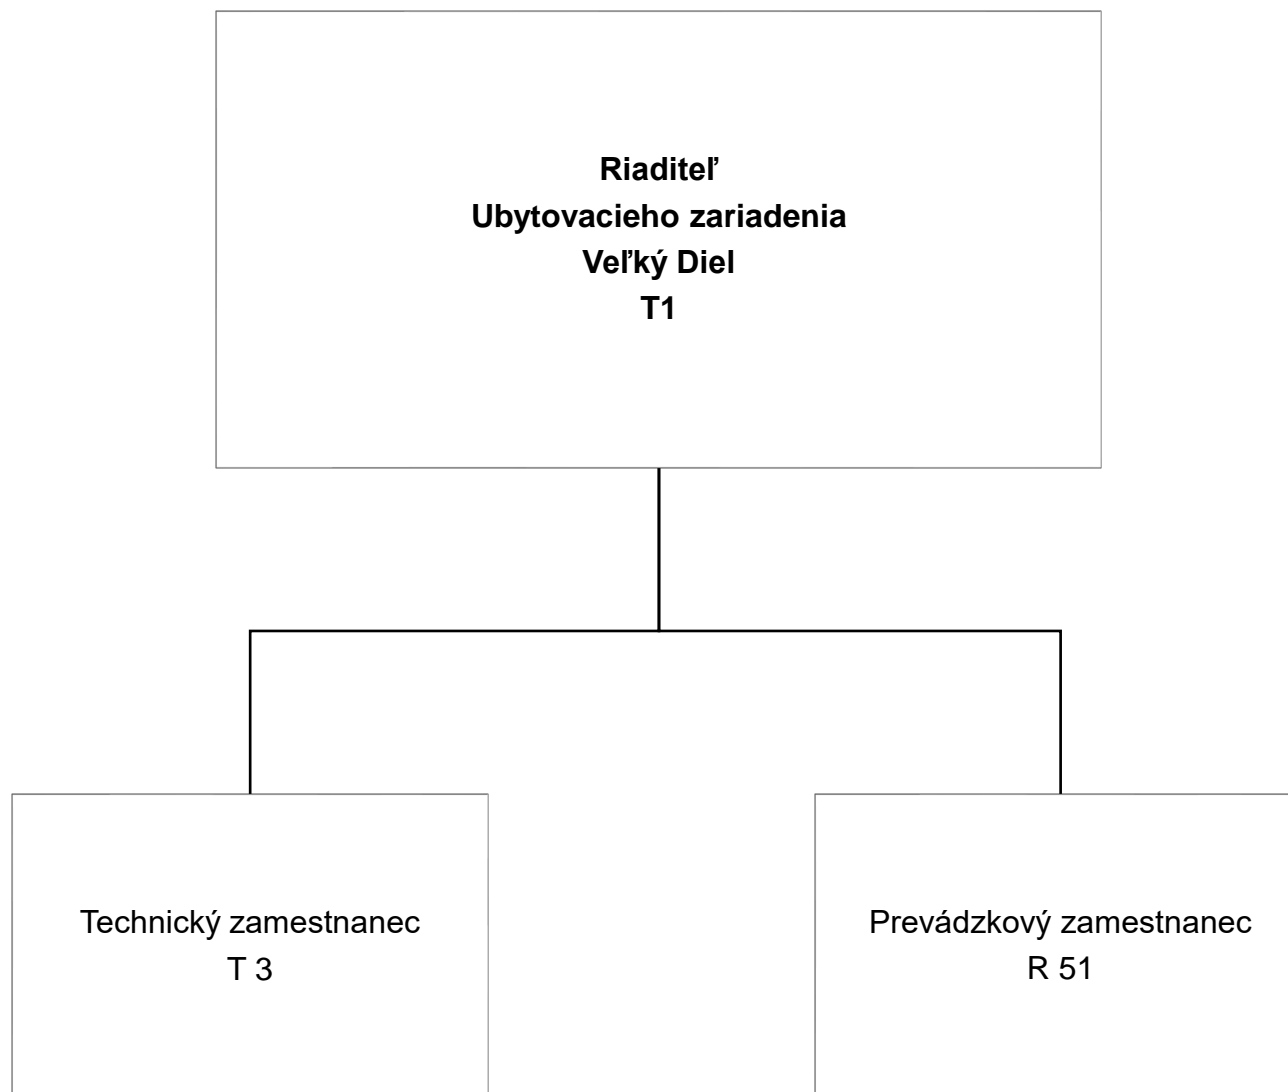 Riaditeľ
Ubytovacieho zariadenia
Veľký Diel
T1
Technický zamestnanec
T 3
Prevádzkový zamestnanec
R 51